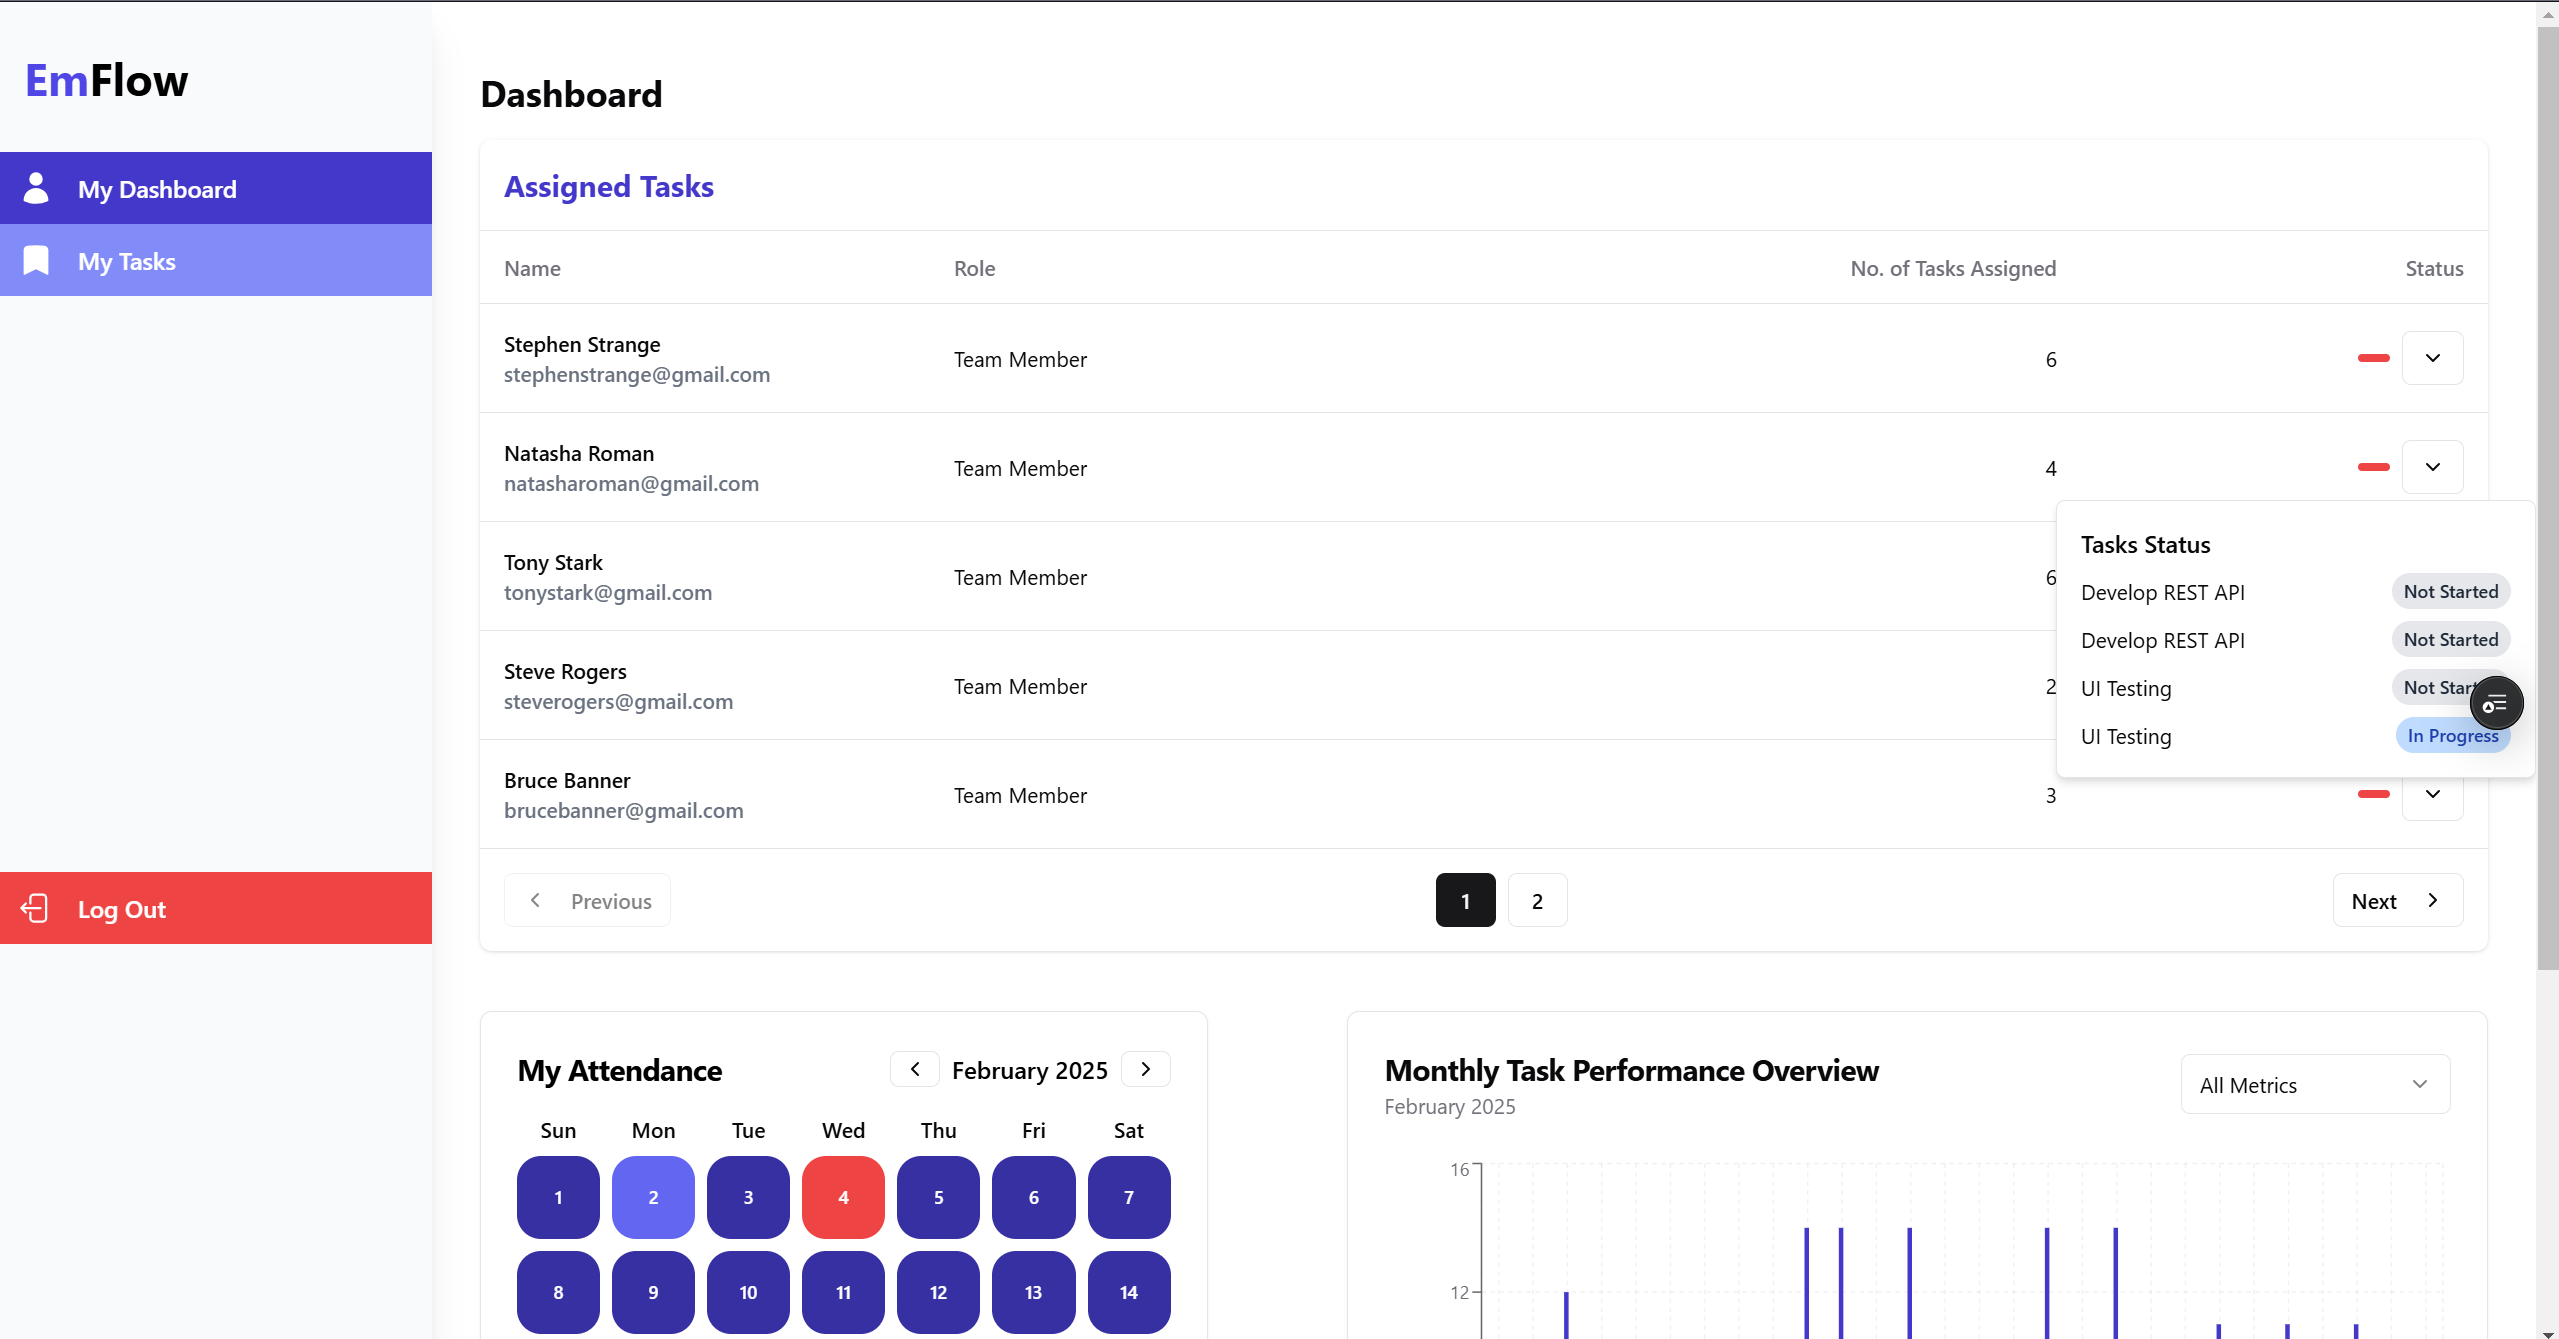 EmFlow
My Dashboard
My Tasks
Log Out
Dashboard
Assigned Tasks
Name Role No. of Tasks Assigned Status
Stephen Strange
stephenstrange@gmail.com
Team Member 6
Natasha Roman
natasharoman@gmail.com
Team Member 4
Tony Stark
tonystark@gmail.com
Team Member 6
Steve Rogers
steverogers@gmail.com
Team Member 2
Bruce Banner
brucebanner@gmail.com
Team Member 3
Tasks Status
Develop REST API Not Started
Develop REST API Not Started
UI Testing Not Start
UI Testing In Progress
Previous 1 2 Next
My Attendance February 2025
Sun Mon Tue Wed Thu Fri Sat
1 2 3 4 5 6 7
8 9 10 11 12 13 14
Monthly Task Performance Overview
February 2025
All Metrics
16
12